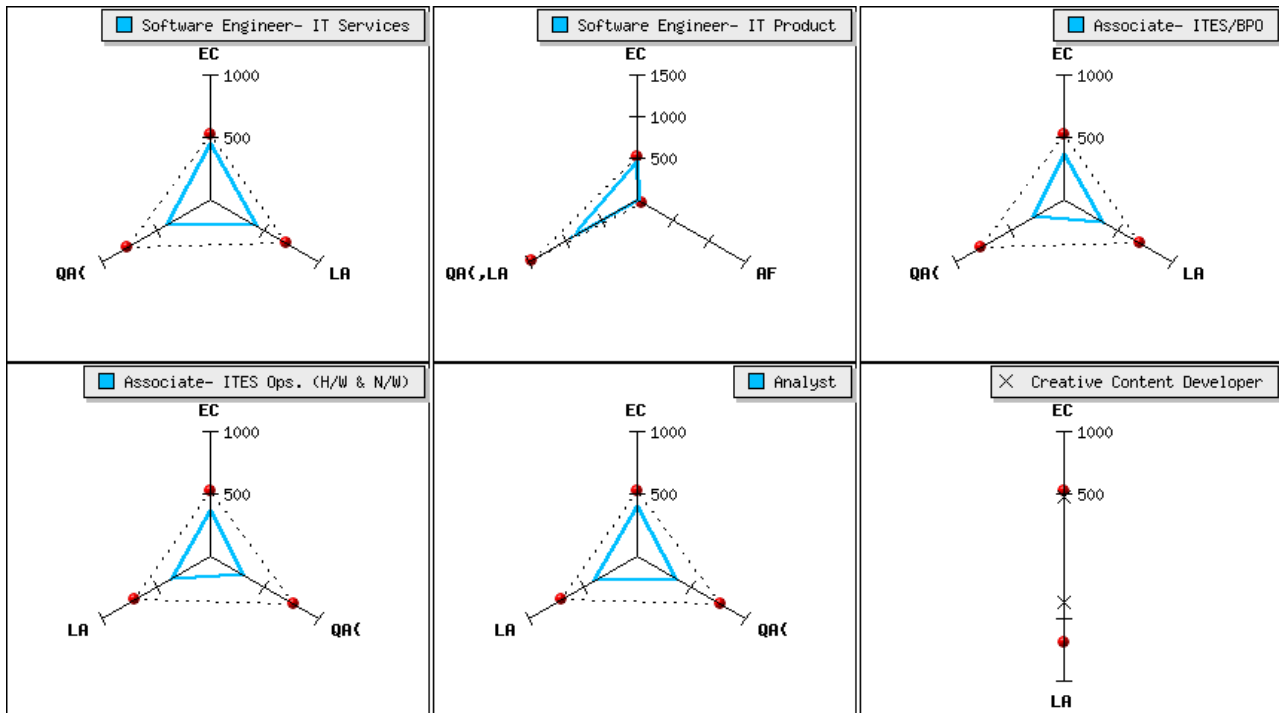 Software Engineer- IT Services
EC
1000
500
QA(
LA
Software Engineer- IT Product
EC
1500
1000
500
QA(,LA
AF
Associate- ITES/BPO
EC
1000
500
QA(
LA
Associate- ITES Ops. (H/W & N/W)
EC
1000
500
LA
QA(
Analyst
EC
1000
500
LA
QA(
Creative Content Developer
EC
1000
500
LA